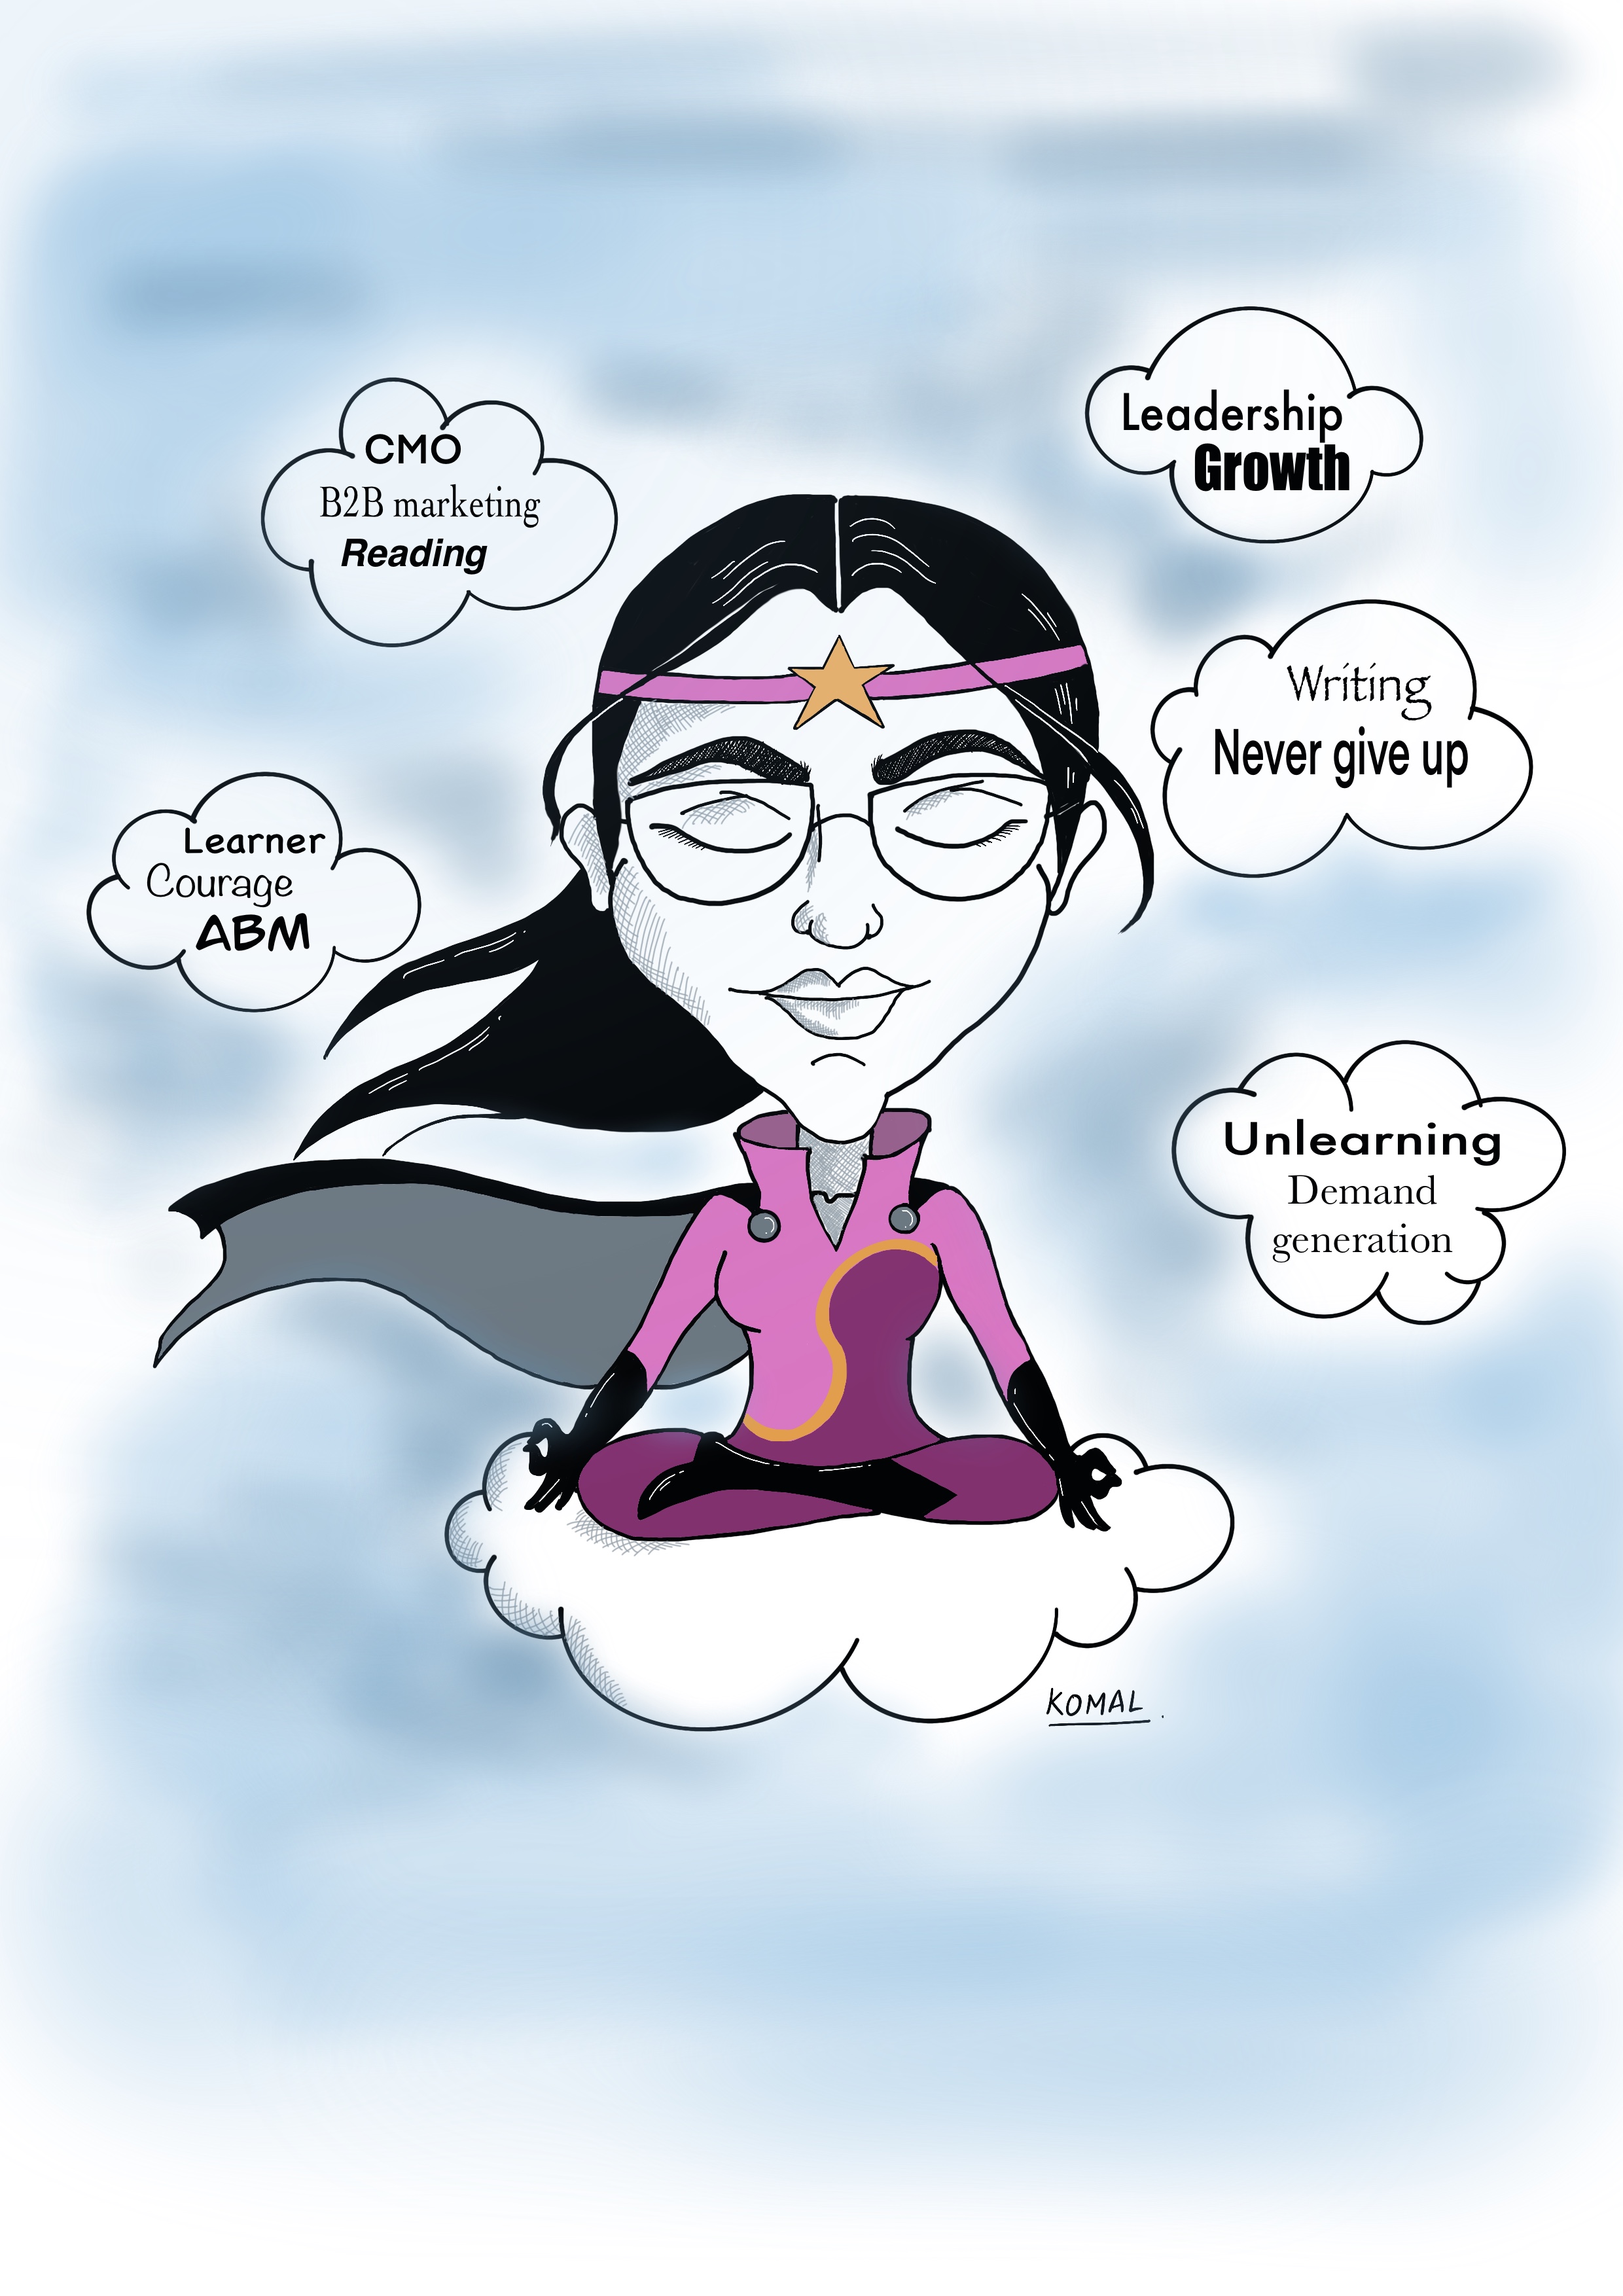 CMO
B2B marketing
Reading
Leadership
Growth
Writing
Never give up
Learner
Courage
ABM
Unlearning
Demand
generation
KOMAL